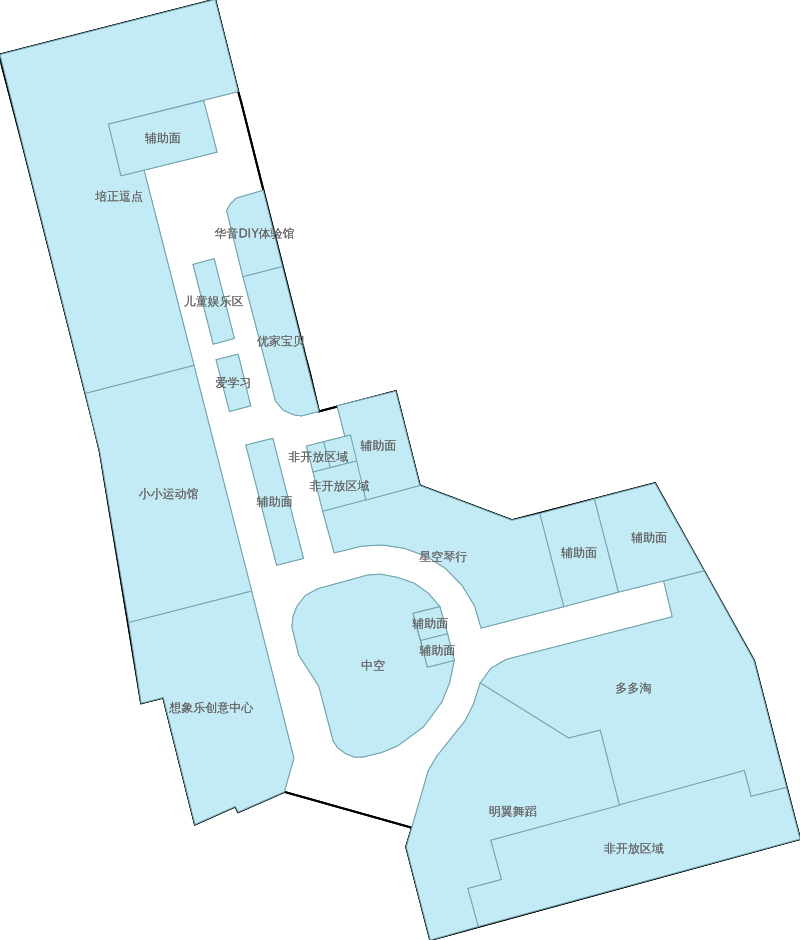 辅助面
培正逗点
华音DIY体验馆
儿童娱乐区
优家宝贝
爱学习
辅助面
非开放区域
非开放区域
小小运动馆
辅助面
辅助面
辅助面
星空琴行
辅助面
辅助面
中空
多多淘
想象乐创意中心
明翼舞蹈
非开放区域